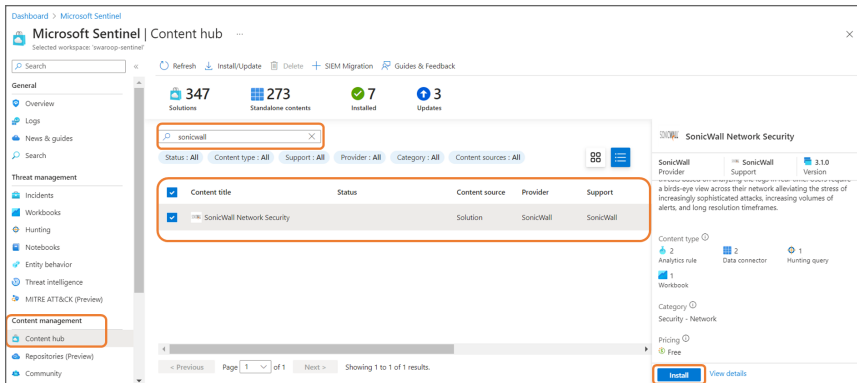 Dashboard > Microsoft Sentinel
Microsoft Sentinel | Content hub ...
Selected workspace: 'swaroop-sentinel'
Search
General
Overview
Logs
News & guides
Search
Threat management
Incidents
Workbooks
Hunting
Notebooks
Entity behavior
Threat intelligence
MITRE ATT&CK (Preview)
Content management
Content hub
Repositories (Preview)
Community
Refresh Install/Update Delete SIEM Migration Guides & Feedback
347 273 7 3
Solutions Standalone contents Installed Updates
sonicwall
Status : All Content type : All Support : All Provider : All Category : All Content sources : All
Content title Status Content source Provider Support
SonicWall Network Security Solution SonicWall SonicWall
< Previous Page 1 of 1 Next > Showing 1 to 1 of 1 results.
SonicWall Network Security
SonicWall SonicWall 3.1.0
Provider Support Version
a birds-eye view across their network alleviating the stress of
increasingly sophisticated attacks, increasing volumes of
alerts, and long resolution timeframes.
Content type
2 2 1
Analytics rule Data connector Hunting query
1
Workbook
Category
Security - Network
Pricing
Free
Install View details